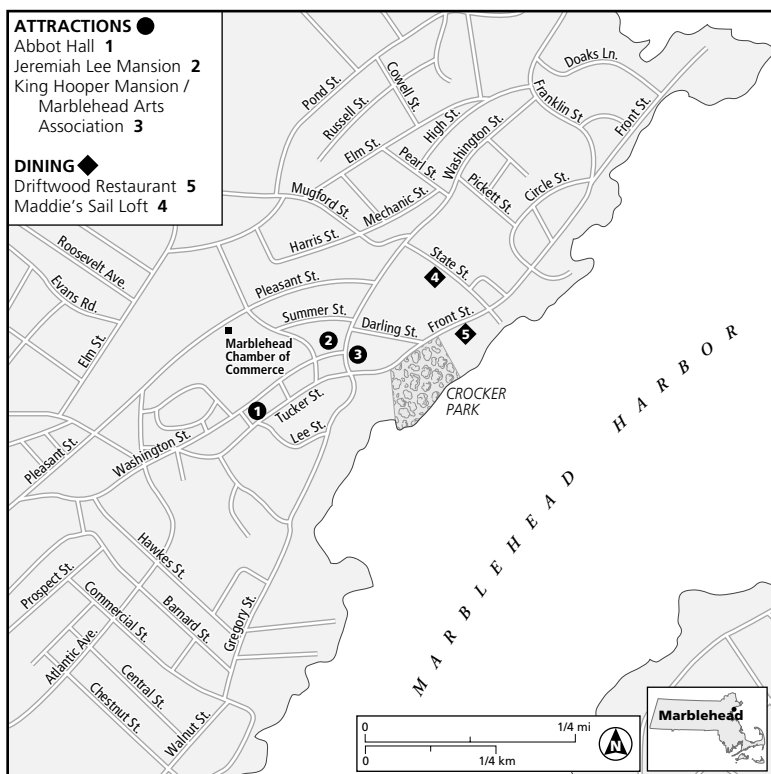 ATTRACTIONS
Abbot Hall 1
Jeremiah Lee Mansion 2
King Hooper Mansion /
Marblehead Arts
Association 3
DINING
Driftwood Restaurant 5
Maddie's Sail Loft 4
Doaks Ln.
Cowell St.
Pond St.
Russell St.
Franklin St
Front St.
High St.
Elm St.
Washington St.
Pearl St.
Circle St.
Pickett St.
Mugford St.
Mechanic St.
Harris St.
Roosevelt Ave.
State St.
Evans Rd.
4
Pleasant St.
Summer St.
Darling St.
Front St.
5
Marblehead
Chamber of
Commerce
2
3
Elm St.
CROCKER
PARK
1
Tucker St.
Lee St.
Washington St.
Pleasant St.
MARBLEHEAD HARBOR
Hawkes St.
Prospect St.
Commercial St.
Barnard St.
Gregory St.
Atlantic Ave.
Central St.
Chestnut St.
Walnut St.
0 1/4 mi
0 1/4 km
N
Marblehead